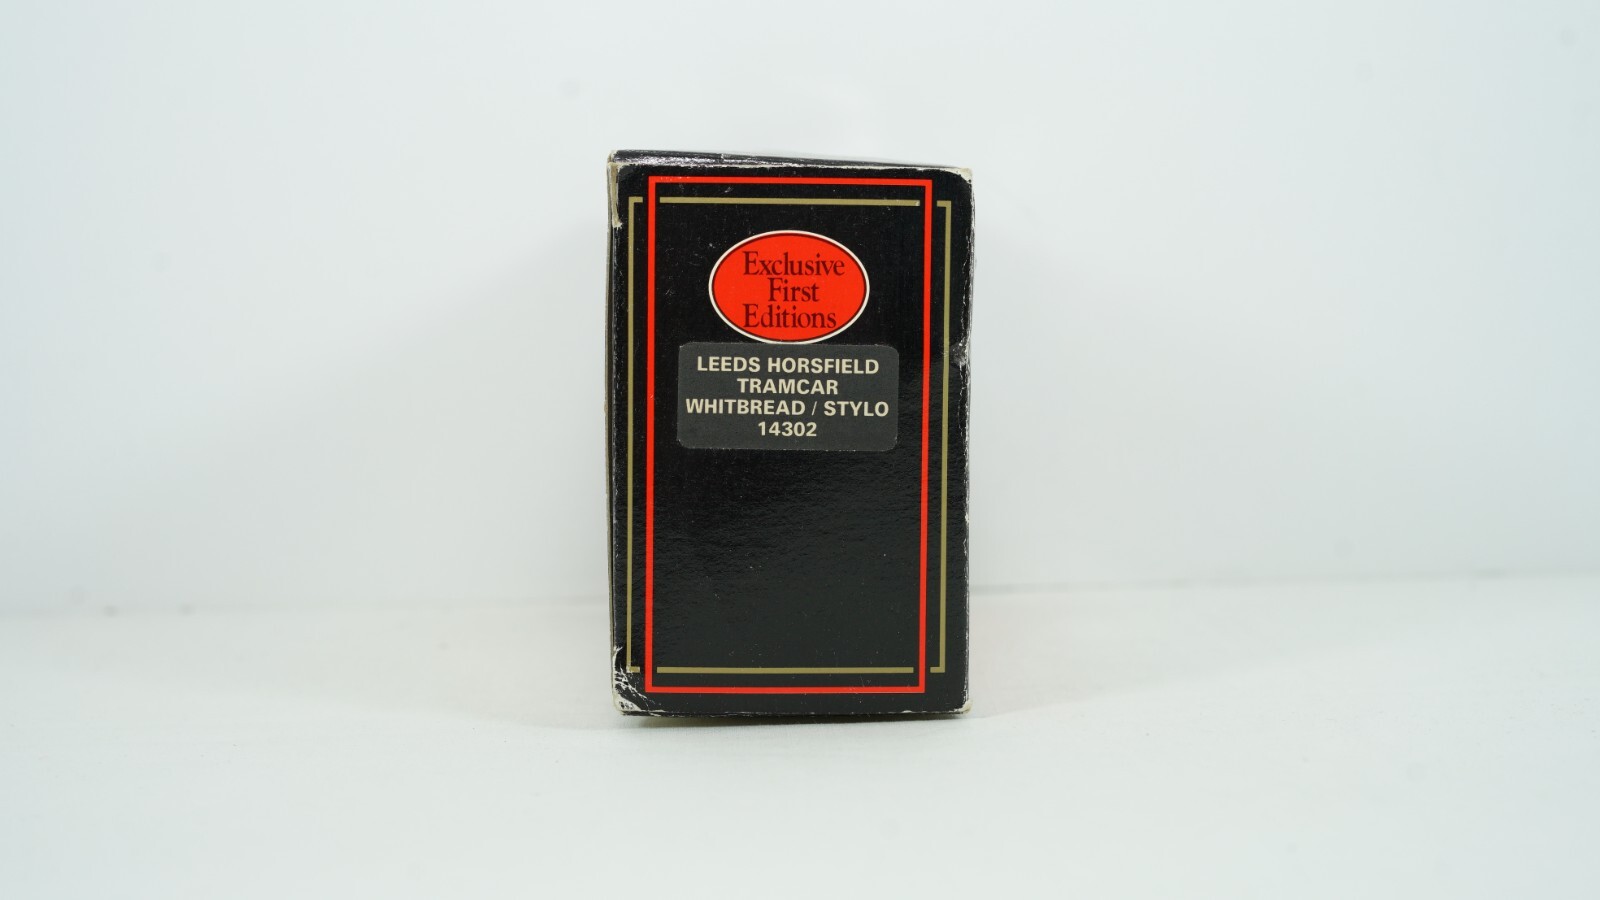 Exclusive
First
Editions
LEEDS HORSFIELD
TRAMCAR
WHITBREAD / STYLO
14302